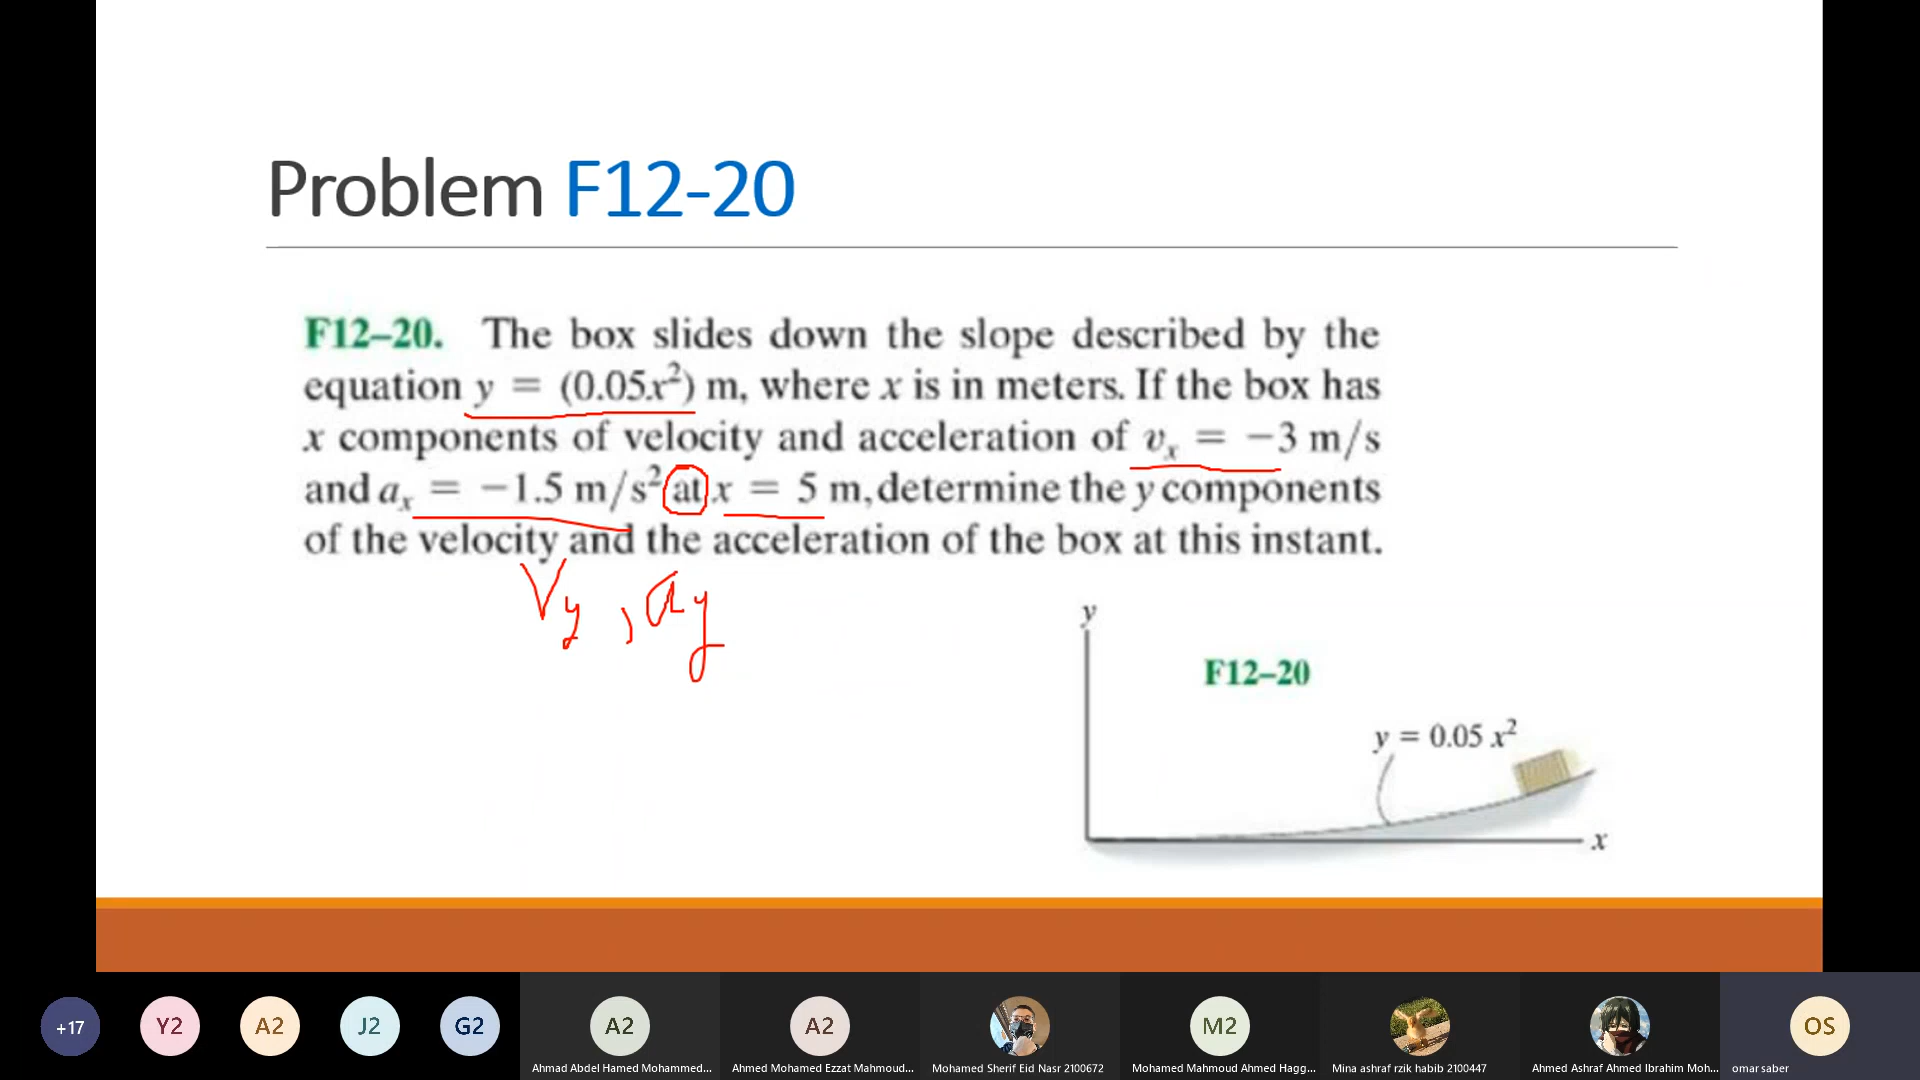 Problem F12-20
F12–20. The box slides down the slope described by the
equation y = (0.05x²) m, where x is in meters. If the box has
x components of velocity and acceleration of vₓ = −3 m/s
and aₓ = −1.5 m/s² at x = 5 m, determine the y components
of the velocity and the acceleration of the box at this instant.
Vy , ay
y
F12–20
y = 0.05 x²
x
+17
Y2
A2
J2
G2
A2
A2
M2
OS
Ahmad Abdel Hamed Mohammed...
Ahmed Mohamed Ezzat Mahmoud...
Mohamed Sherif Eid Nasr 2100672
Mohamed Mahmoud Ahmed Hagg...
Mina ashraf rzik habib 2100447
Ahmed Ashraf Ahmed Ibrahim Moh...
omar saber